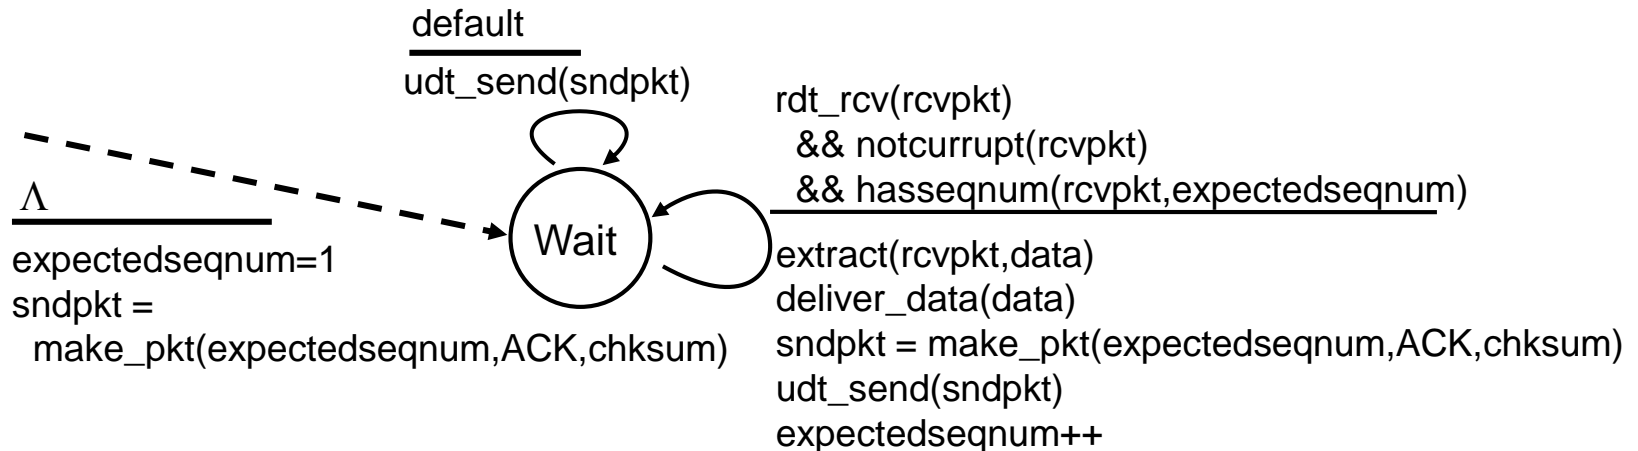 default
udt_send(sndpkt)
rdt_rcv(rcvpkt)
&& notcurrupt(rcvpkt)
&& hasseqnum(rcvpkt,expectedseqnum)
Λ
expectedseqnum=1
sndpkt =
make_pkt(expectedseqnum,ACK,chksum)
Wait
extract(rcvpkt,data)
deliver_data(data)
sndpkt = make_pkt(expectedseqnum,ACK,chksum)
udt_send(sndpkt)
expectedseqnum++